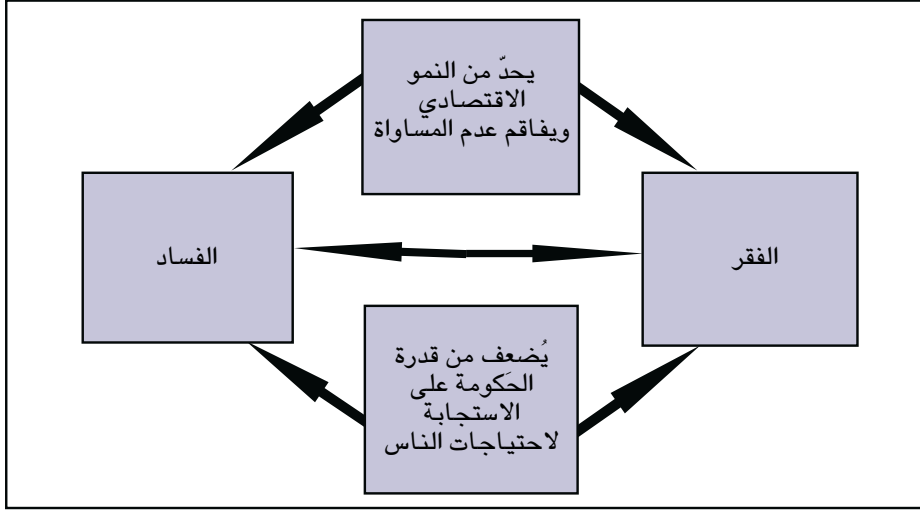 يحدّ من النمو
الاقتصادي
ويفاقم عدم المساواة
الفقر
الفساد
يُضعف من قدرة
الحَكومة على
الاستجابة
لاحتياجات الناس